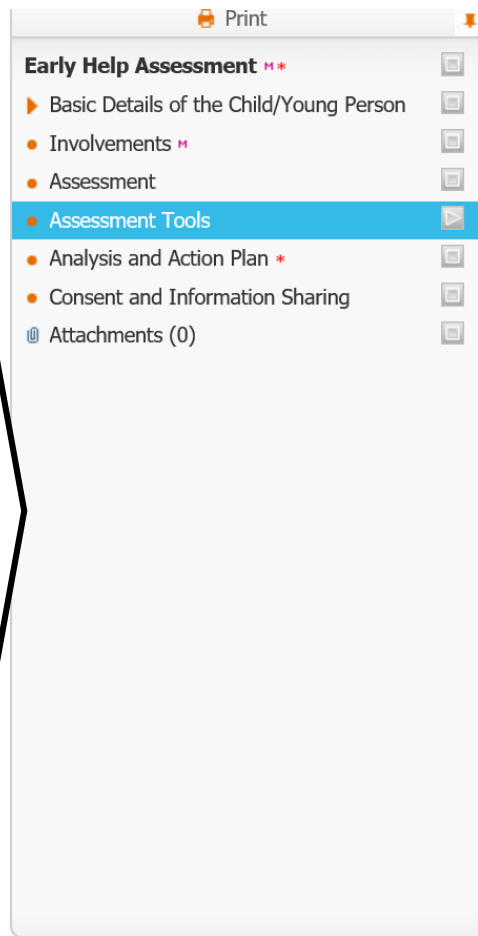 Print
Early Help Assessment M*
Basic Details of the Child/Young Person
Involvements M
Assessment
Assessment Tools
Analysis and Action Plan *
Consent and Information Sharing
Attachments (0)